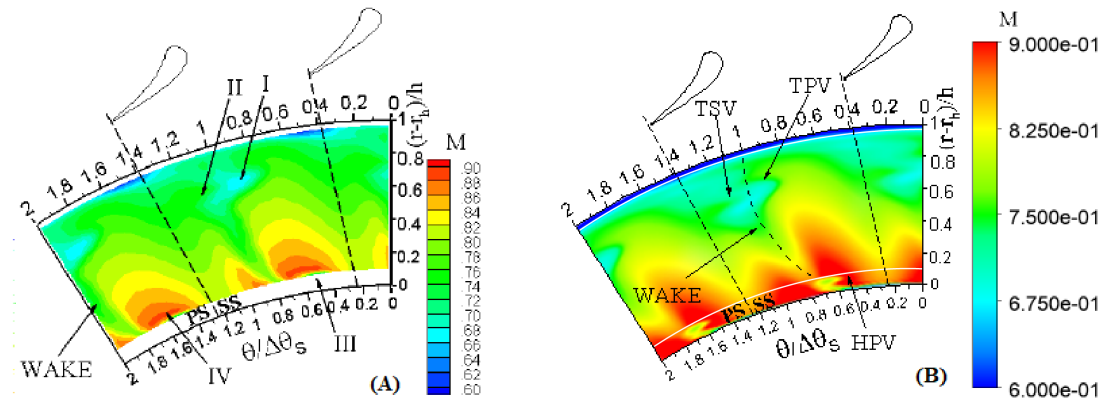 M
II
I
TSV
TPV
2
1.8
1.6
1.4
1.2
1
0.8
0.6
0.4
0.2
0
1
0.8
0.6
0.4
0.2
0
(r-r_h)/h
M
.90
.88
.86
.84
.82
.80
.78
.76
.74
.72
.70
.68
.66
.64
.62
.60
PS
SS
2
1.8
1.6
1.4
1.2
1
0.8
0.6
0.4
0.2
0
θ/Δθ_S
WAKE
IV
III
(A)
2
1.8
1.6
1.4
1.2
1
0.8
0.6
0.4
0.2
0
1
0.8
0.6
0.4
0.2
0
(r-r_h)/h
9.000e-01
8.250e-01
7.500e-01
6.750e-01
6.000e-01
WAKE
PS
SS
2
1.8
1.6
1.4
1.2
1
0.8
0.6
0.4
0.2
0
θ/Δθ_S
HPV
(B)